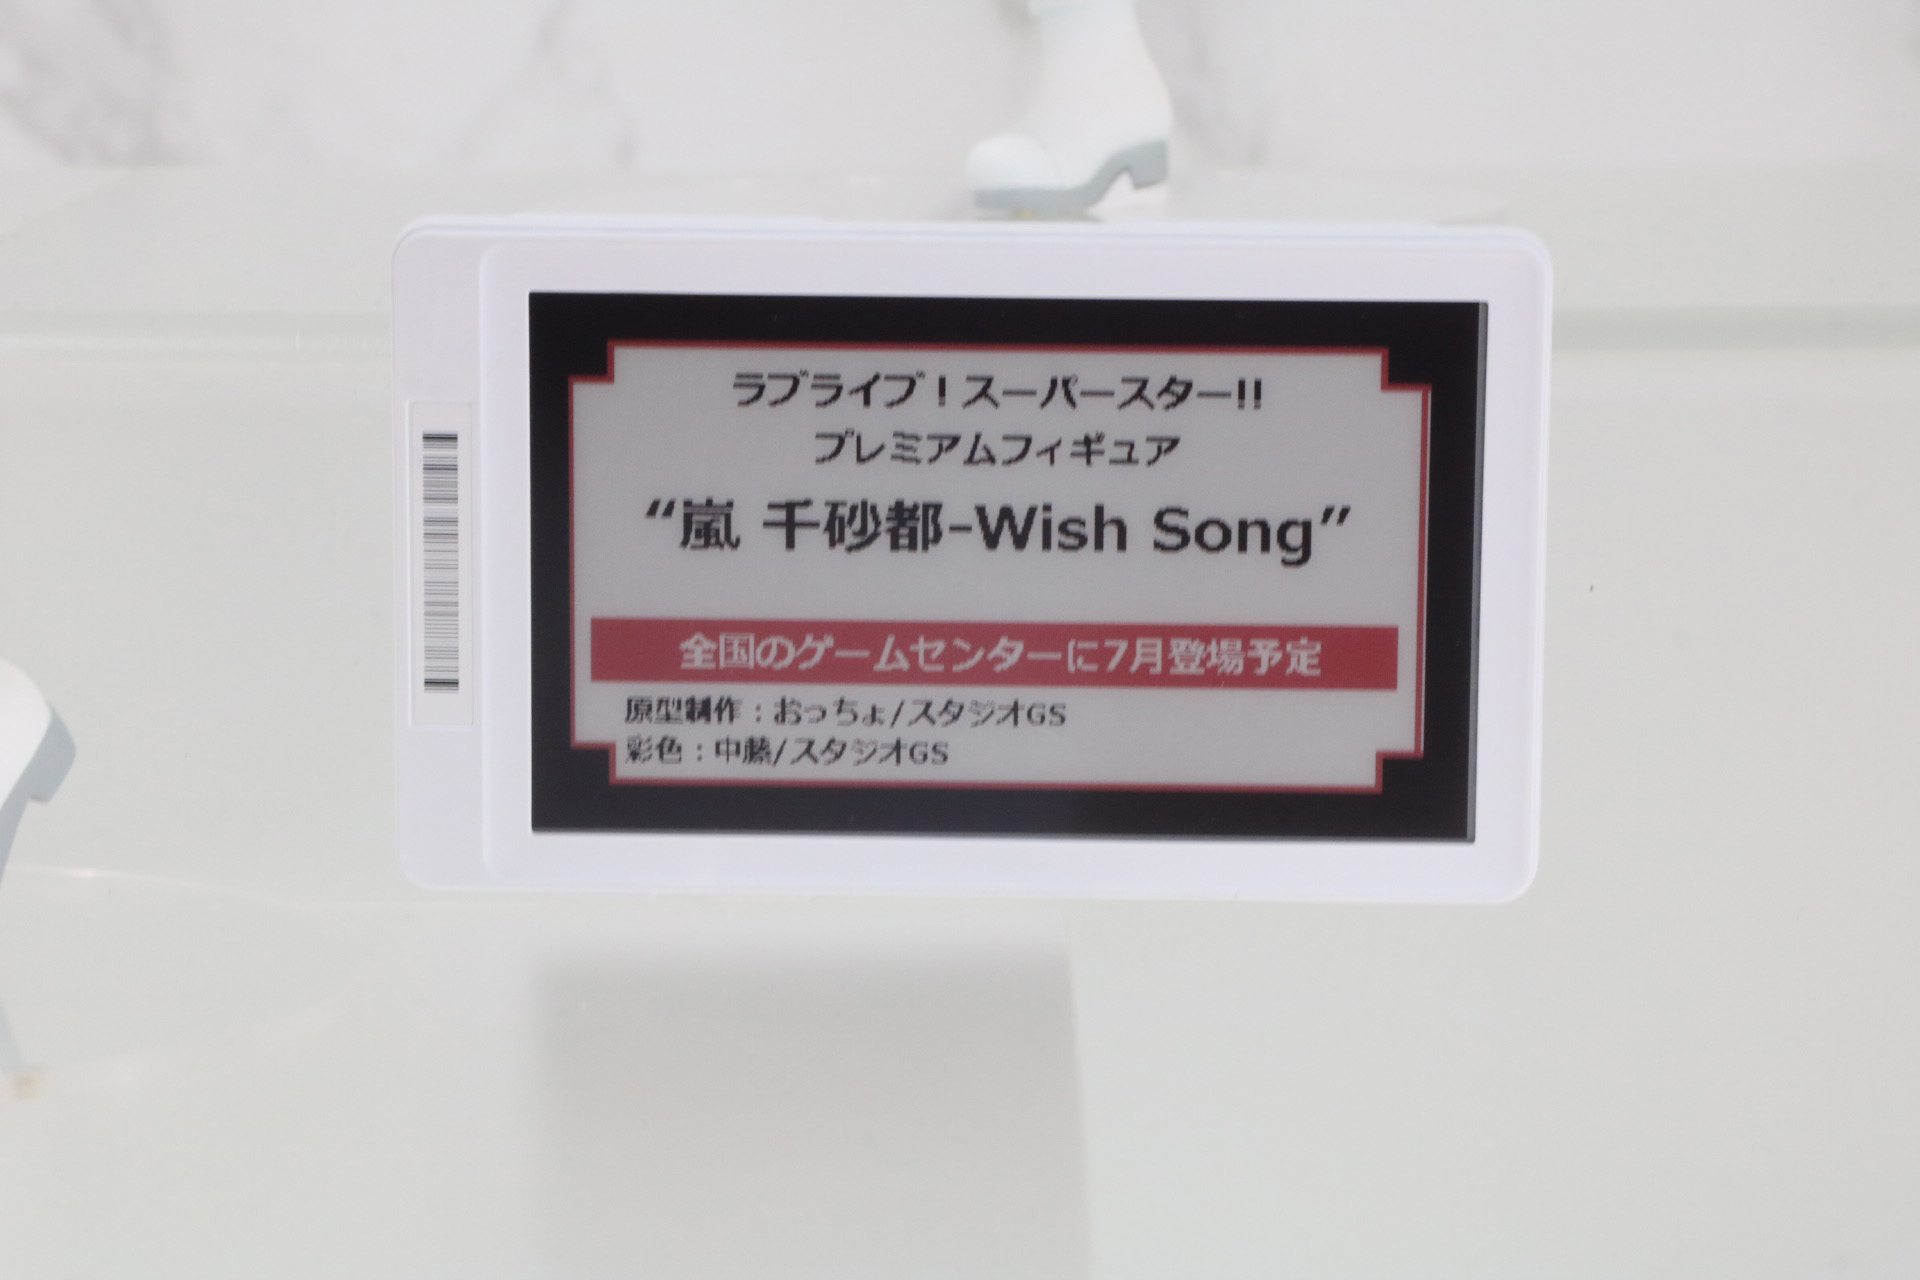 ラブライブ！スーパースター!!
プレミアムフィギュア
“嵐 千砂都-Wish Song”
全国のゲームセンターに7月登場予定
原型制作：おっちょ/スタジオGS
彩色：中藤/スタジオGS